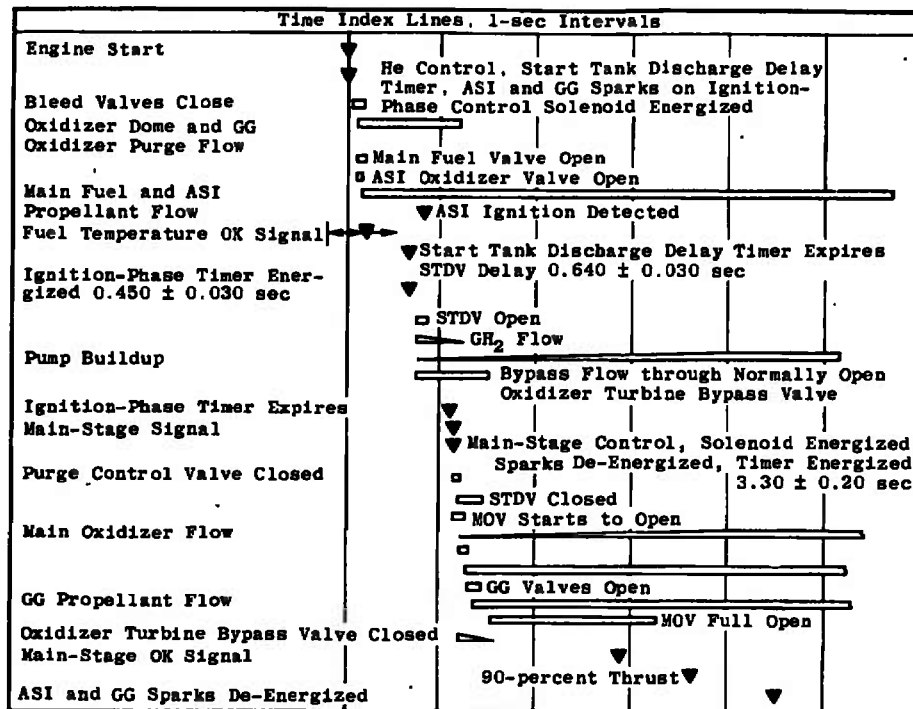 Time Index Lines, 1-sec Intervals
Engine Start
He Control, Start Tank Discharge Delay
Timer, ASI and GG Sparks on Ignition-
Phase Control Solenoid Energized
Bleed Valves Close
Oxidizer Dome and GG
Oxidizer Purge Flow
Main Fuel Valve Open
ASI Oxidizer Valve Open
Main Fuel and ASI
Propellant Flow
ASI Ignition Detected
Fuel Temperature OK Signal
Start Tank Discharge Delay Timer Expires
STDV Delay 0.640 ± 0.030 sec
Ignition-Phase Timer Ener-
gized 0.450 ± 0.030 sec
STDV Open
GH2 Flow
Pump Buildup
Bypass Flow through Normally Open
Oxidizer Turbine Bypass Valve
Ignition-Phase Timer Expires
Main-Stage Signal
Main-Stage Control, Solenoid Energized
Sparks De-Energized, Timer Energized
3.30 ± 0.20 sec
Purge Control Valve Closed
STDV Closed
MOV Starts to Open
Main Oxidizer Flow
GG Valves Open
GG Propellant Flow
MOV Full Open
Oxidizer Turbine Bypass Valve Closed
Main-Stage OK Signal
90-percent Thrust
ASI and GG Sparks De-Energized